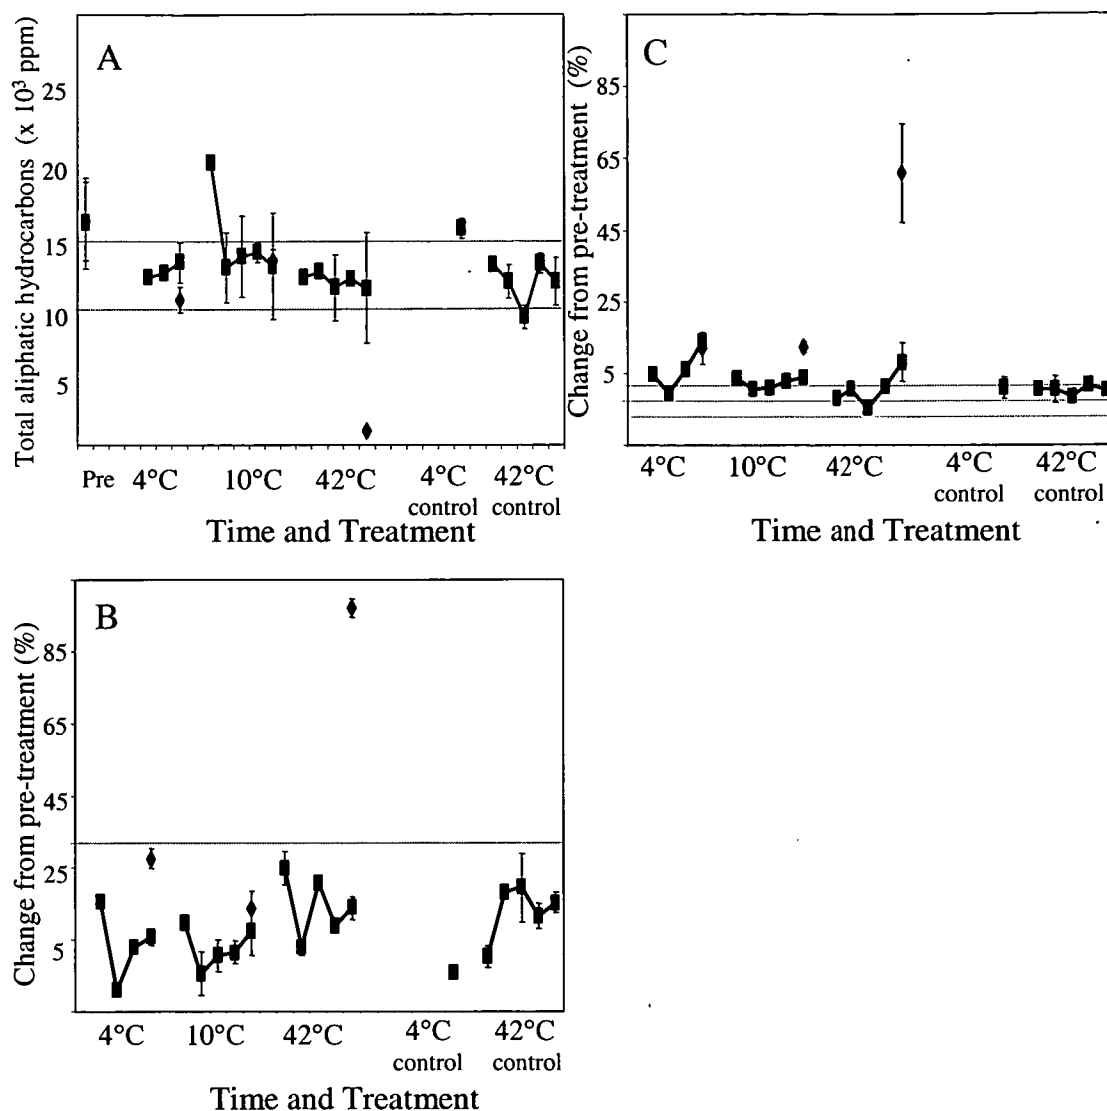 A
Total aliphatic hydrocarbons (x 10³ ppm)
25
20
15
10
5
Pre 4°C 10°C 42°C 4°C 42°C
control control
Time and Treatment
C
Change from pre-treatment (%)
85
65
45
25
5
4°C 10°C 42°C 4°C 42°C
control control
Time and Treatment
B
Change from pre-treatment (%)
85
65
45
25
5
4°C 10°C 42°C 4°C 42°C
control control
Time and Treatment